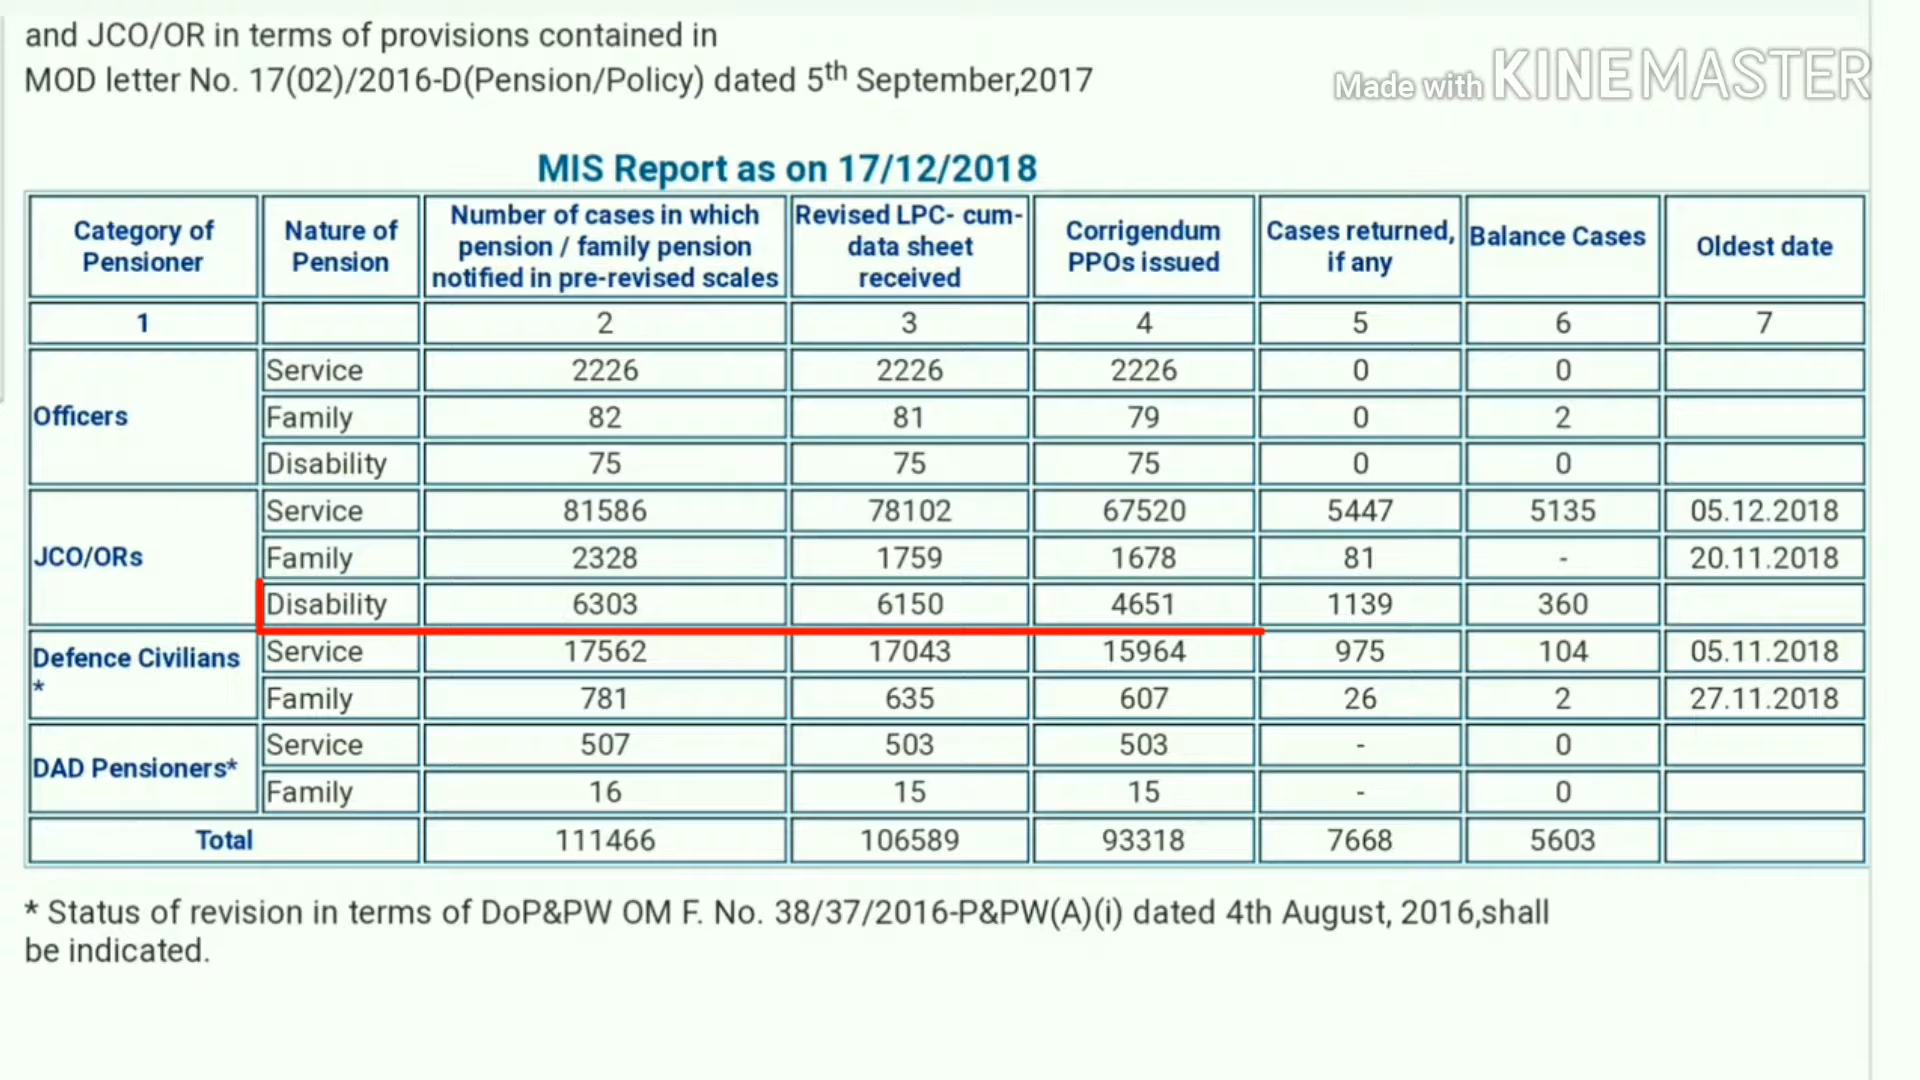 and JCO/OR in terms of provisions contained in
MOD letter No. 17(02)/2016-D(Pension/Policy) dated 5th September,2017
Made with KINEMASTER
MIS Report as on 17/12/2018
Category of Pensioner | Nature of Pension | Number of cases in which pension / family pension notified in pre-revised scales | Revised LPC- cum-data sheet received | Corrigendum PPOs issued | Cases returned, if any | Balance Cases | Oldest date
1 | | 2 | 3 | 4 | 5 | 6 | 7
Officers | Service | 2226 | 2226 | 2226 | 0 | 0 |
Family | 82 | 81 | 79 | 0 | 2 |
Disability | 75 | 75 | 75 | 0 | 0 |
JCO/ORs | Service | 81586 | 78102 | 67520 | 5447 | 5135 | 05.12.2018
Family | 2328 | 1759 | 1678 | 81 | - | 20.11.2018
Disability | 6303 | 6150 | 4651 | 1139 | 360 |
Defence Civilians * | Service | 17562 | 17043 | 15964 | 975 | 104 | 05.11.2018
Family | 781 | 635 | 607 | 26 | 2 | 27.11.2018
DAD Pensioners* | Service | 507 | 503 | 503 | - | 0 |
Family | 16 | 15 | 15 | - | 0 |
Total | 111466 | 106589 | 93318 | 7668 | 5603 |
* Status of revision in terms of DoP&PW OM F. No. 38/37/2016-P&PW(A)(i) dated 4th August, 2016,shall
be indicated.